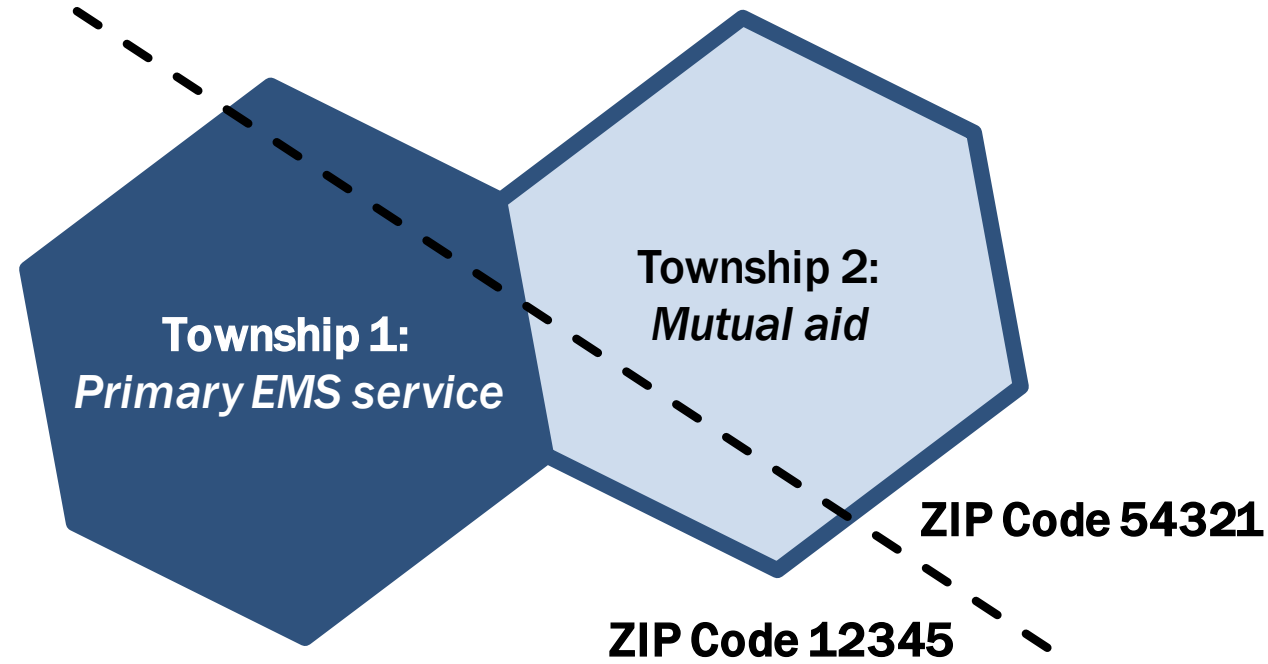 Township 1:
Primary EMS service
Township 2:
Mutual aid
ZIP Code 54321
ZIP Code 12345